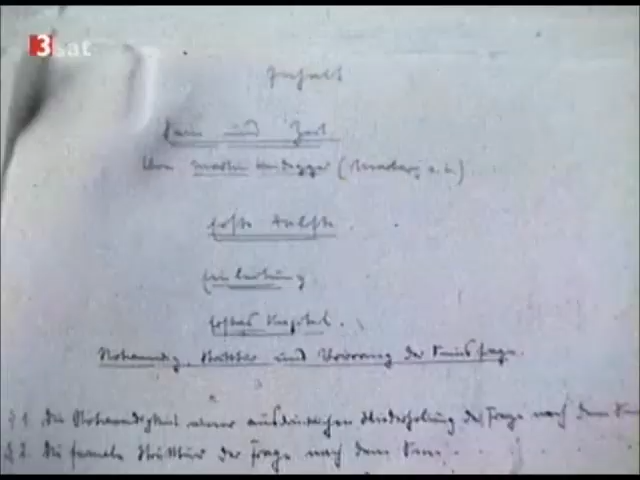 3sat
Inhalt
Sein und Zeit
Von Martin Heidegger (Marburg a. L.)
Erste Hälfte.
Einleitung
Erstes Kapitel.
Notwendig. Struktur und Vorrang der Seinsfrage.
§ 1. Die Notwendigkeit einer ausdrücklichen Wiederholung der Frage nach dem Sein
§ 2. Die formale Struktur der Frage nach dem Sein.